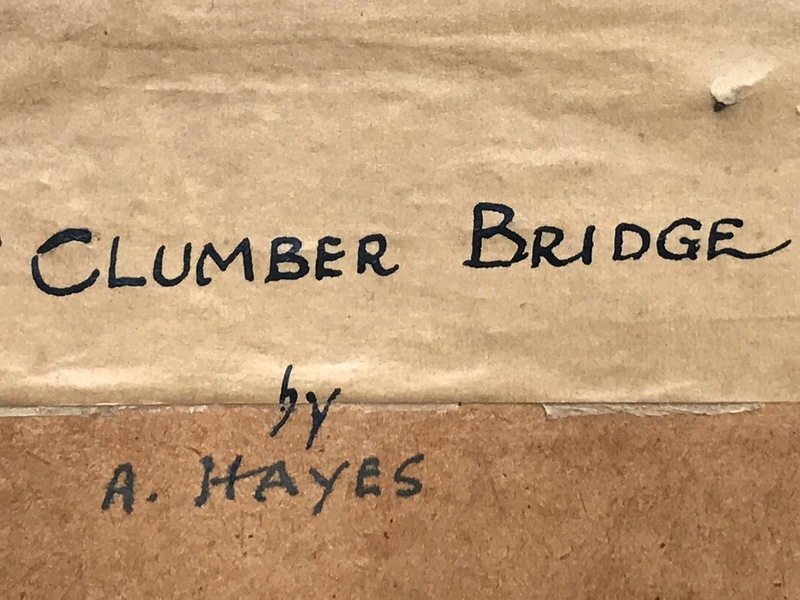 CLUMBER BRIDGE
by
A. HAYES